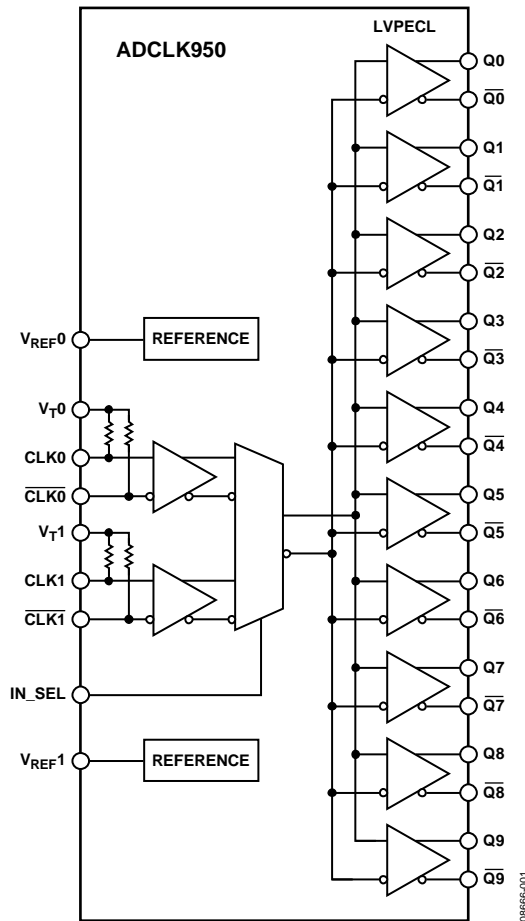 LVPECL
ADCLK950
Q0
Q0
Q1
Q1
Q2
Q2
Q3
Q3
VREF0
REFERENCE
VT0
Q4
CLK0
Q4
CLK0
Q5
VT1
Q5
CLK1
Q6
CLK1
Q6
Q7
IN_SEL
Q7
VREF1
REFERENCE
Q8
Q8
Q9
Q9
08666-001